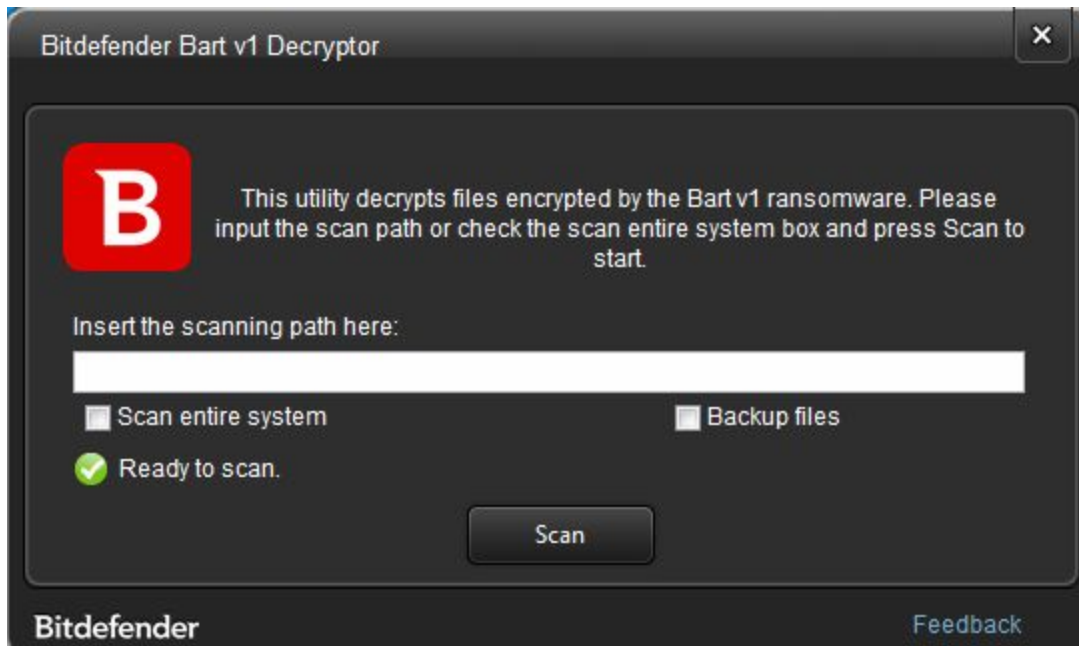 Bitdefender Bart v1 Decryptor
B
This utility decrypts files encrypted by the Bart v1 ransomware. Please
input the scan path or check the scan entire system box and press Scan to
start.
Insert the scanning path here:
Scan entire system
Backup files
Ready to scan.
Scan
Bitdefender
Feedback